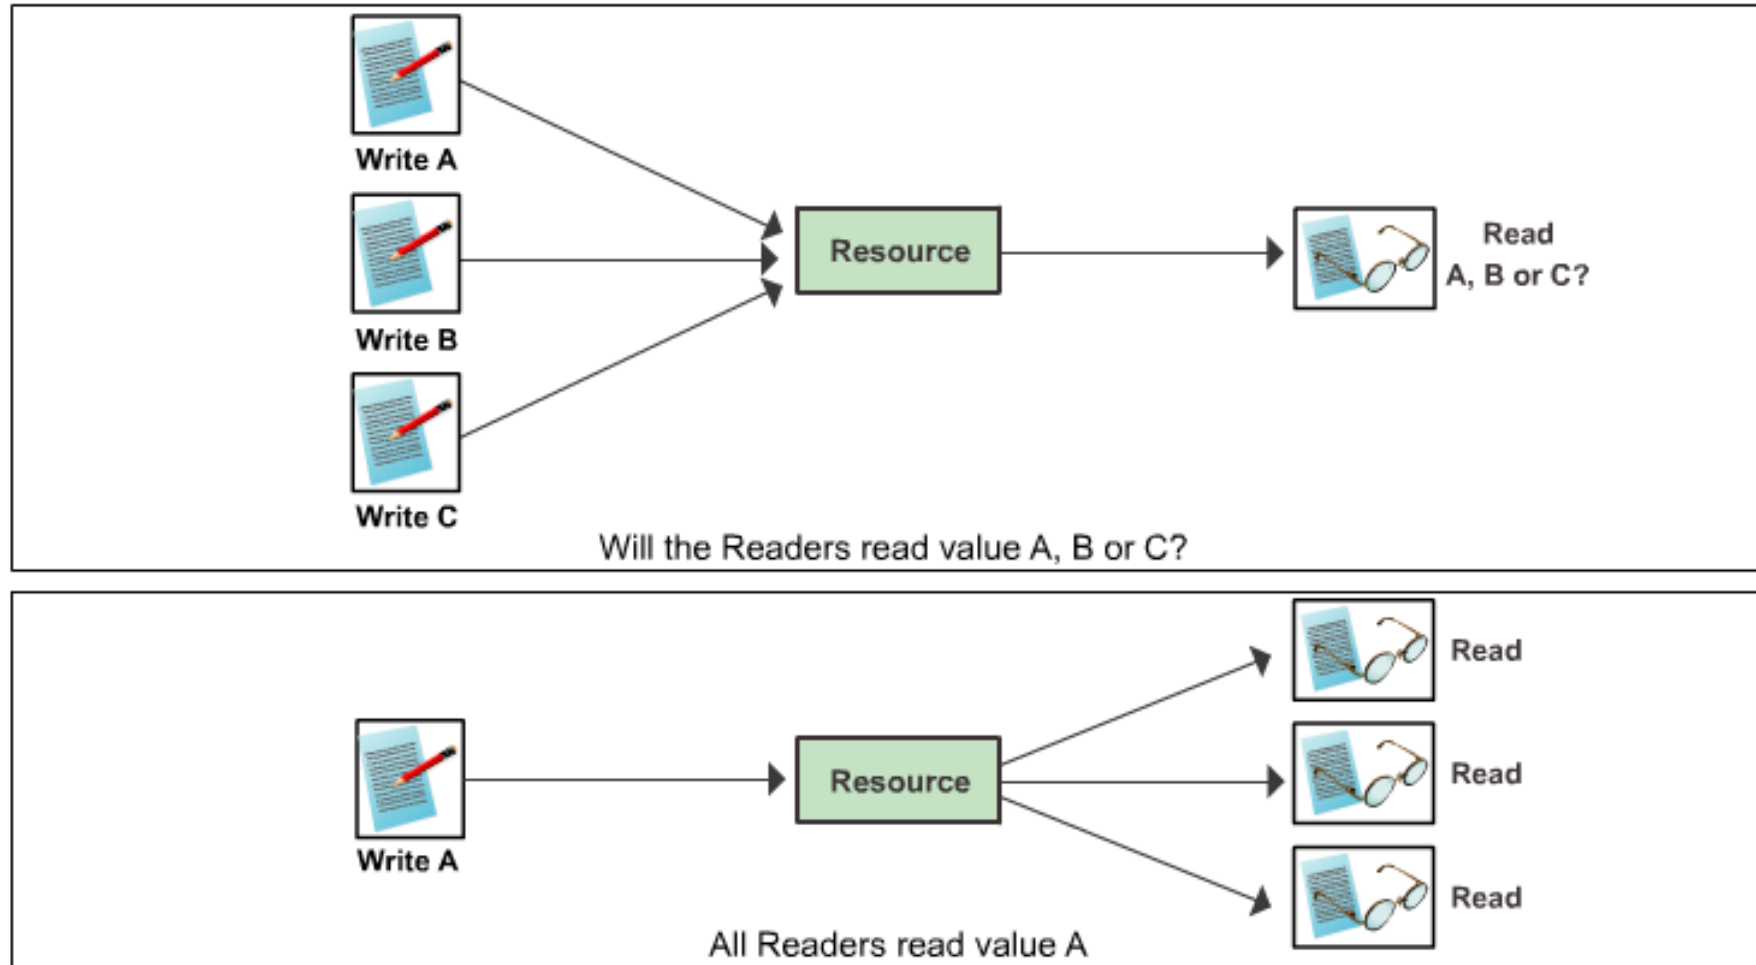 Write A
Write B
Write C
Resource
Read
A, B or C?
Will the Readers read value A, B or C?
Write A
Resource
Read
Read
Read
All Readers read value A